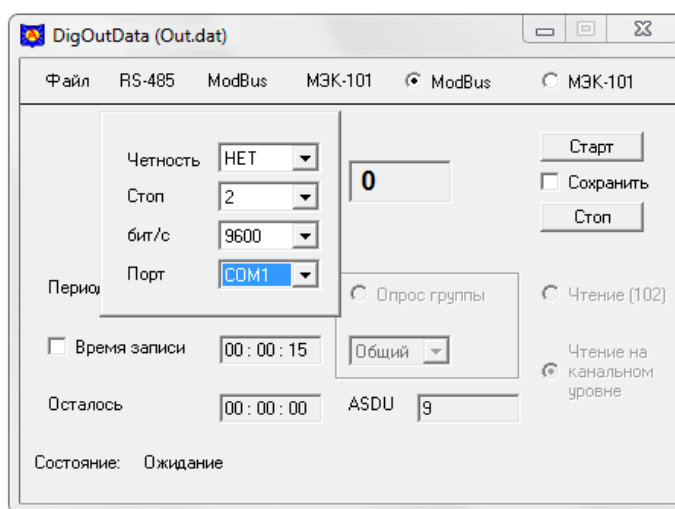 DigOutData (Out.dat)
Файл RS-485 ModBus МЭК-101 ModBus МЭК-101
Четность НЕТ
Стоп 2
бит/с 9600
Порт COM1
0
Старт
Сохранить
Стоп
Период
Опрос группы
Чтение (102)
Время записи 00 : 00 : 15
Общий
Чтение на канальном уровне
Осталось 00 : 00 : 00 ASDU 9
Состояние: Ожидание